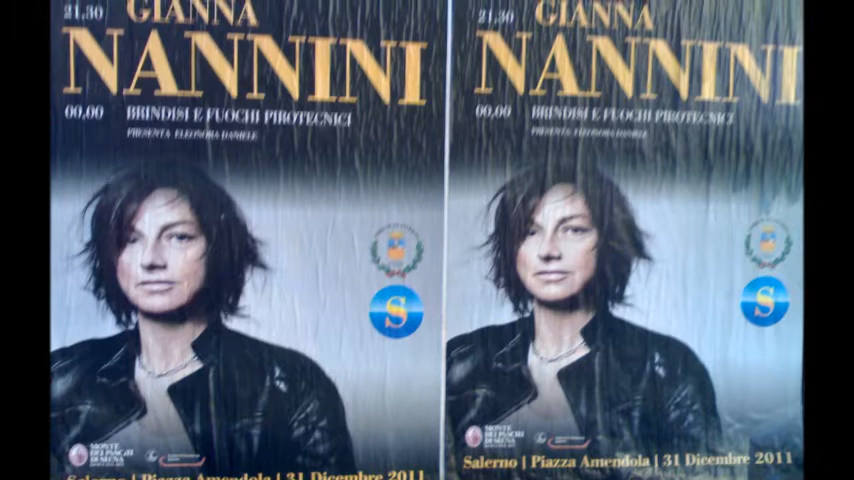 21,30 GIANNA
NANNINI
00,00 BRINDISI E FUOCHI PIROTECNICI
PRESENTA ELEONORA DANIELE
S
MONTE
DEI PASCHI
DI SIENA
Salerno | Piazza Amendola | 31 Dicembre 2011
21,30 GIANNA
NANNINI
00,00 BRINDISI E FUOCHI PIROTECNICI
PRESENTA ELEONORA DANIELE
S
MONTE
DEI PASCHI
DI SIENA
Salerno | Piazza Amendola | 31 Dicembre 2011